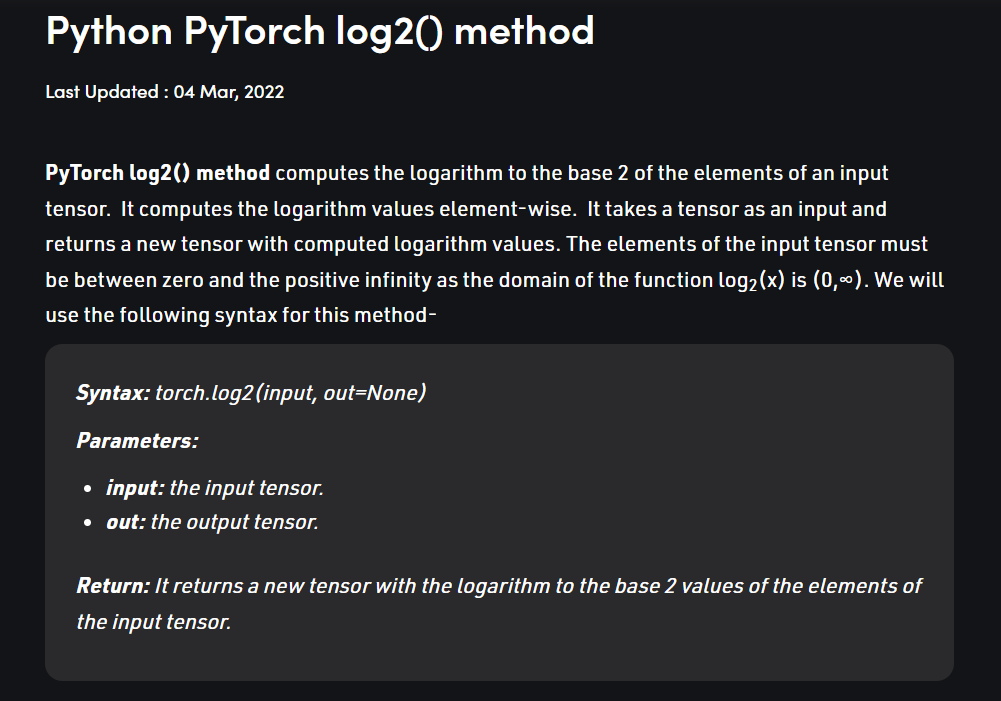 Python PyTorch log2() method
Last Updated : 04 Mar, 2022
PyTorch log2() method computes the logarithm to the base 2 of the elements of an input
tensor.  It computes the logarithm values element-wise.  It takes a tensor as an input and
returns a new tensor with computed logarithm values. The elements of the input tensor must
be between zero and the positive infinity as the domain of the function log₂(x) is (0,∞). We will
use the following syntax for this method-
Syntax: torch.log2(input, out=None)
Parameters:
• input: the input tensor.
• out: the output tensor.
Return: It returns a new tensor with the logarithm to the base 2 values of the elements of
the input tensor.